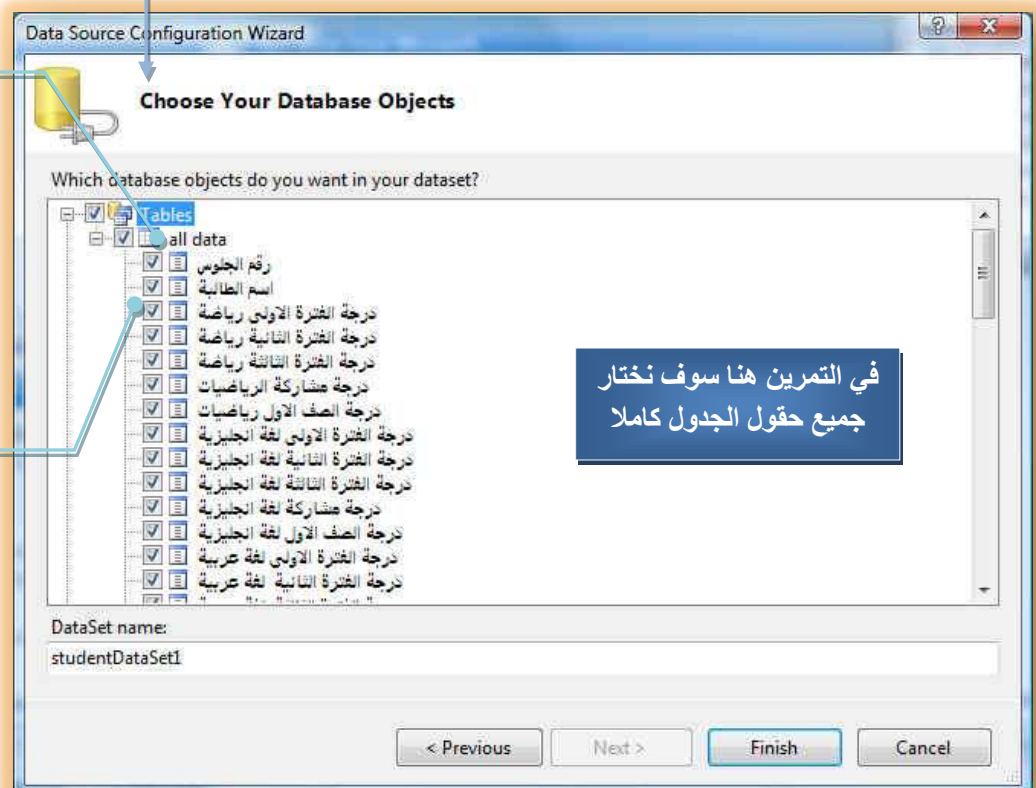 Data Source Configuration Wizard
Choose Your Database Objects
Which database objects do you want in your dataset?
Tables
all data
رقم الجلوس
اسم الطالبة
درجة الفترة الاولى رياضة
درجة الفترة الثانية رياضة
درجة الفترة الثالثة رياضة
درجة مشاركة الرياضيات
درجة الصف الاول رياضيات
درجة الفترة الاولى لغة انجليزية
درجة الفترة الثانية لغة انجليزية
درجة الفترة الثالثة لغة انجليزية
درجة مشاركة لغة انجليزية
درجة الصف الاول لغة انجليزية
درجة الفترة الاولى لغة عربية
درجة الفترة الثانية لغة عربية
في التمرين هنا سوف نختار
جميع حقول الجدول كاملا
DataSet name:
studentDataSet1
< Previous
Next >
Finish
Cancel